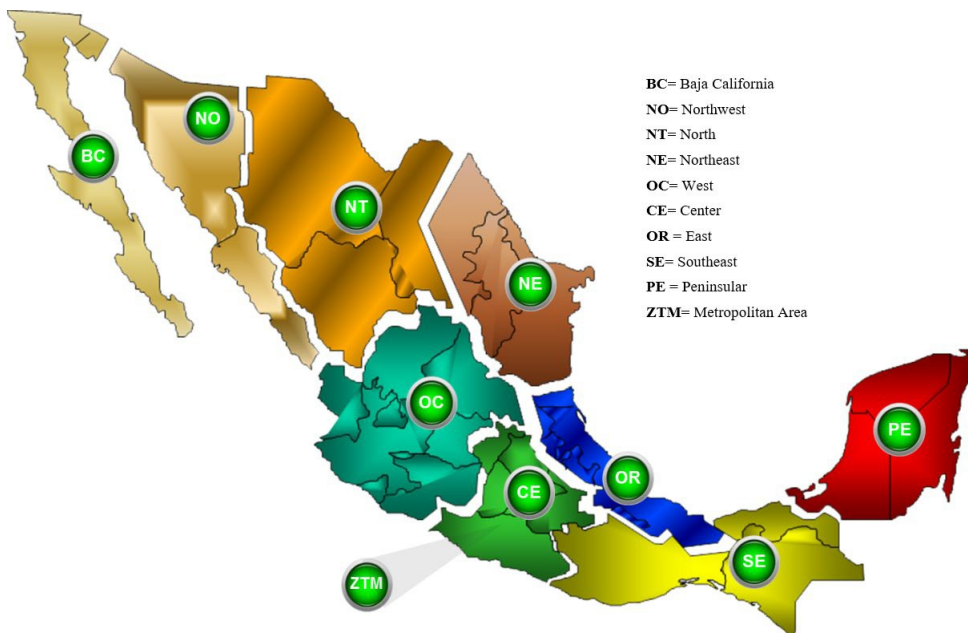 BC= Baja California
NO= Northwest
NT= North
NE= Northeast
OC= West
CE= Center
OR = East
SE= Southeast
PE = Peninsular
ZTM= Metropolitan Area
NO
BC
NT
NE
OC
PE
OR
CE
SE
ZTM